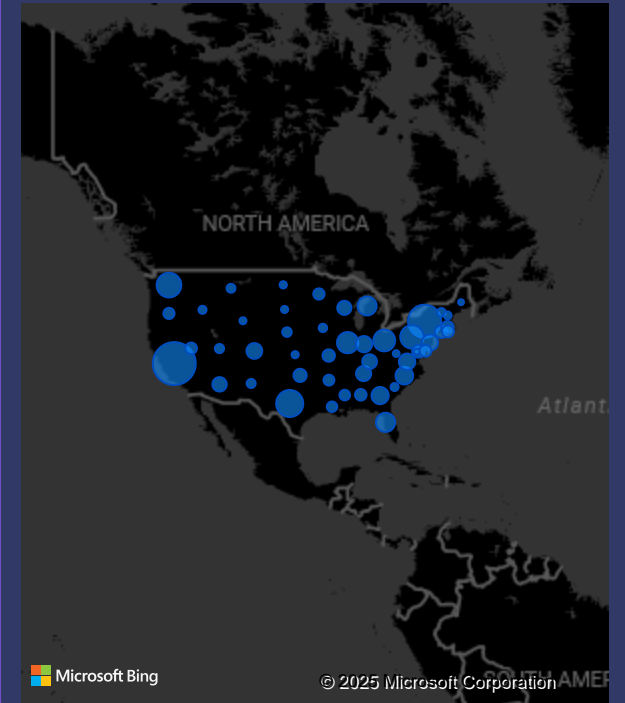 NORTH AMERICA
Atlant
Microsoft Bing
© 2025 Microsoft Corporation
SOUTH AMER